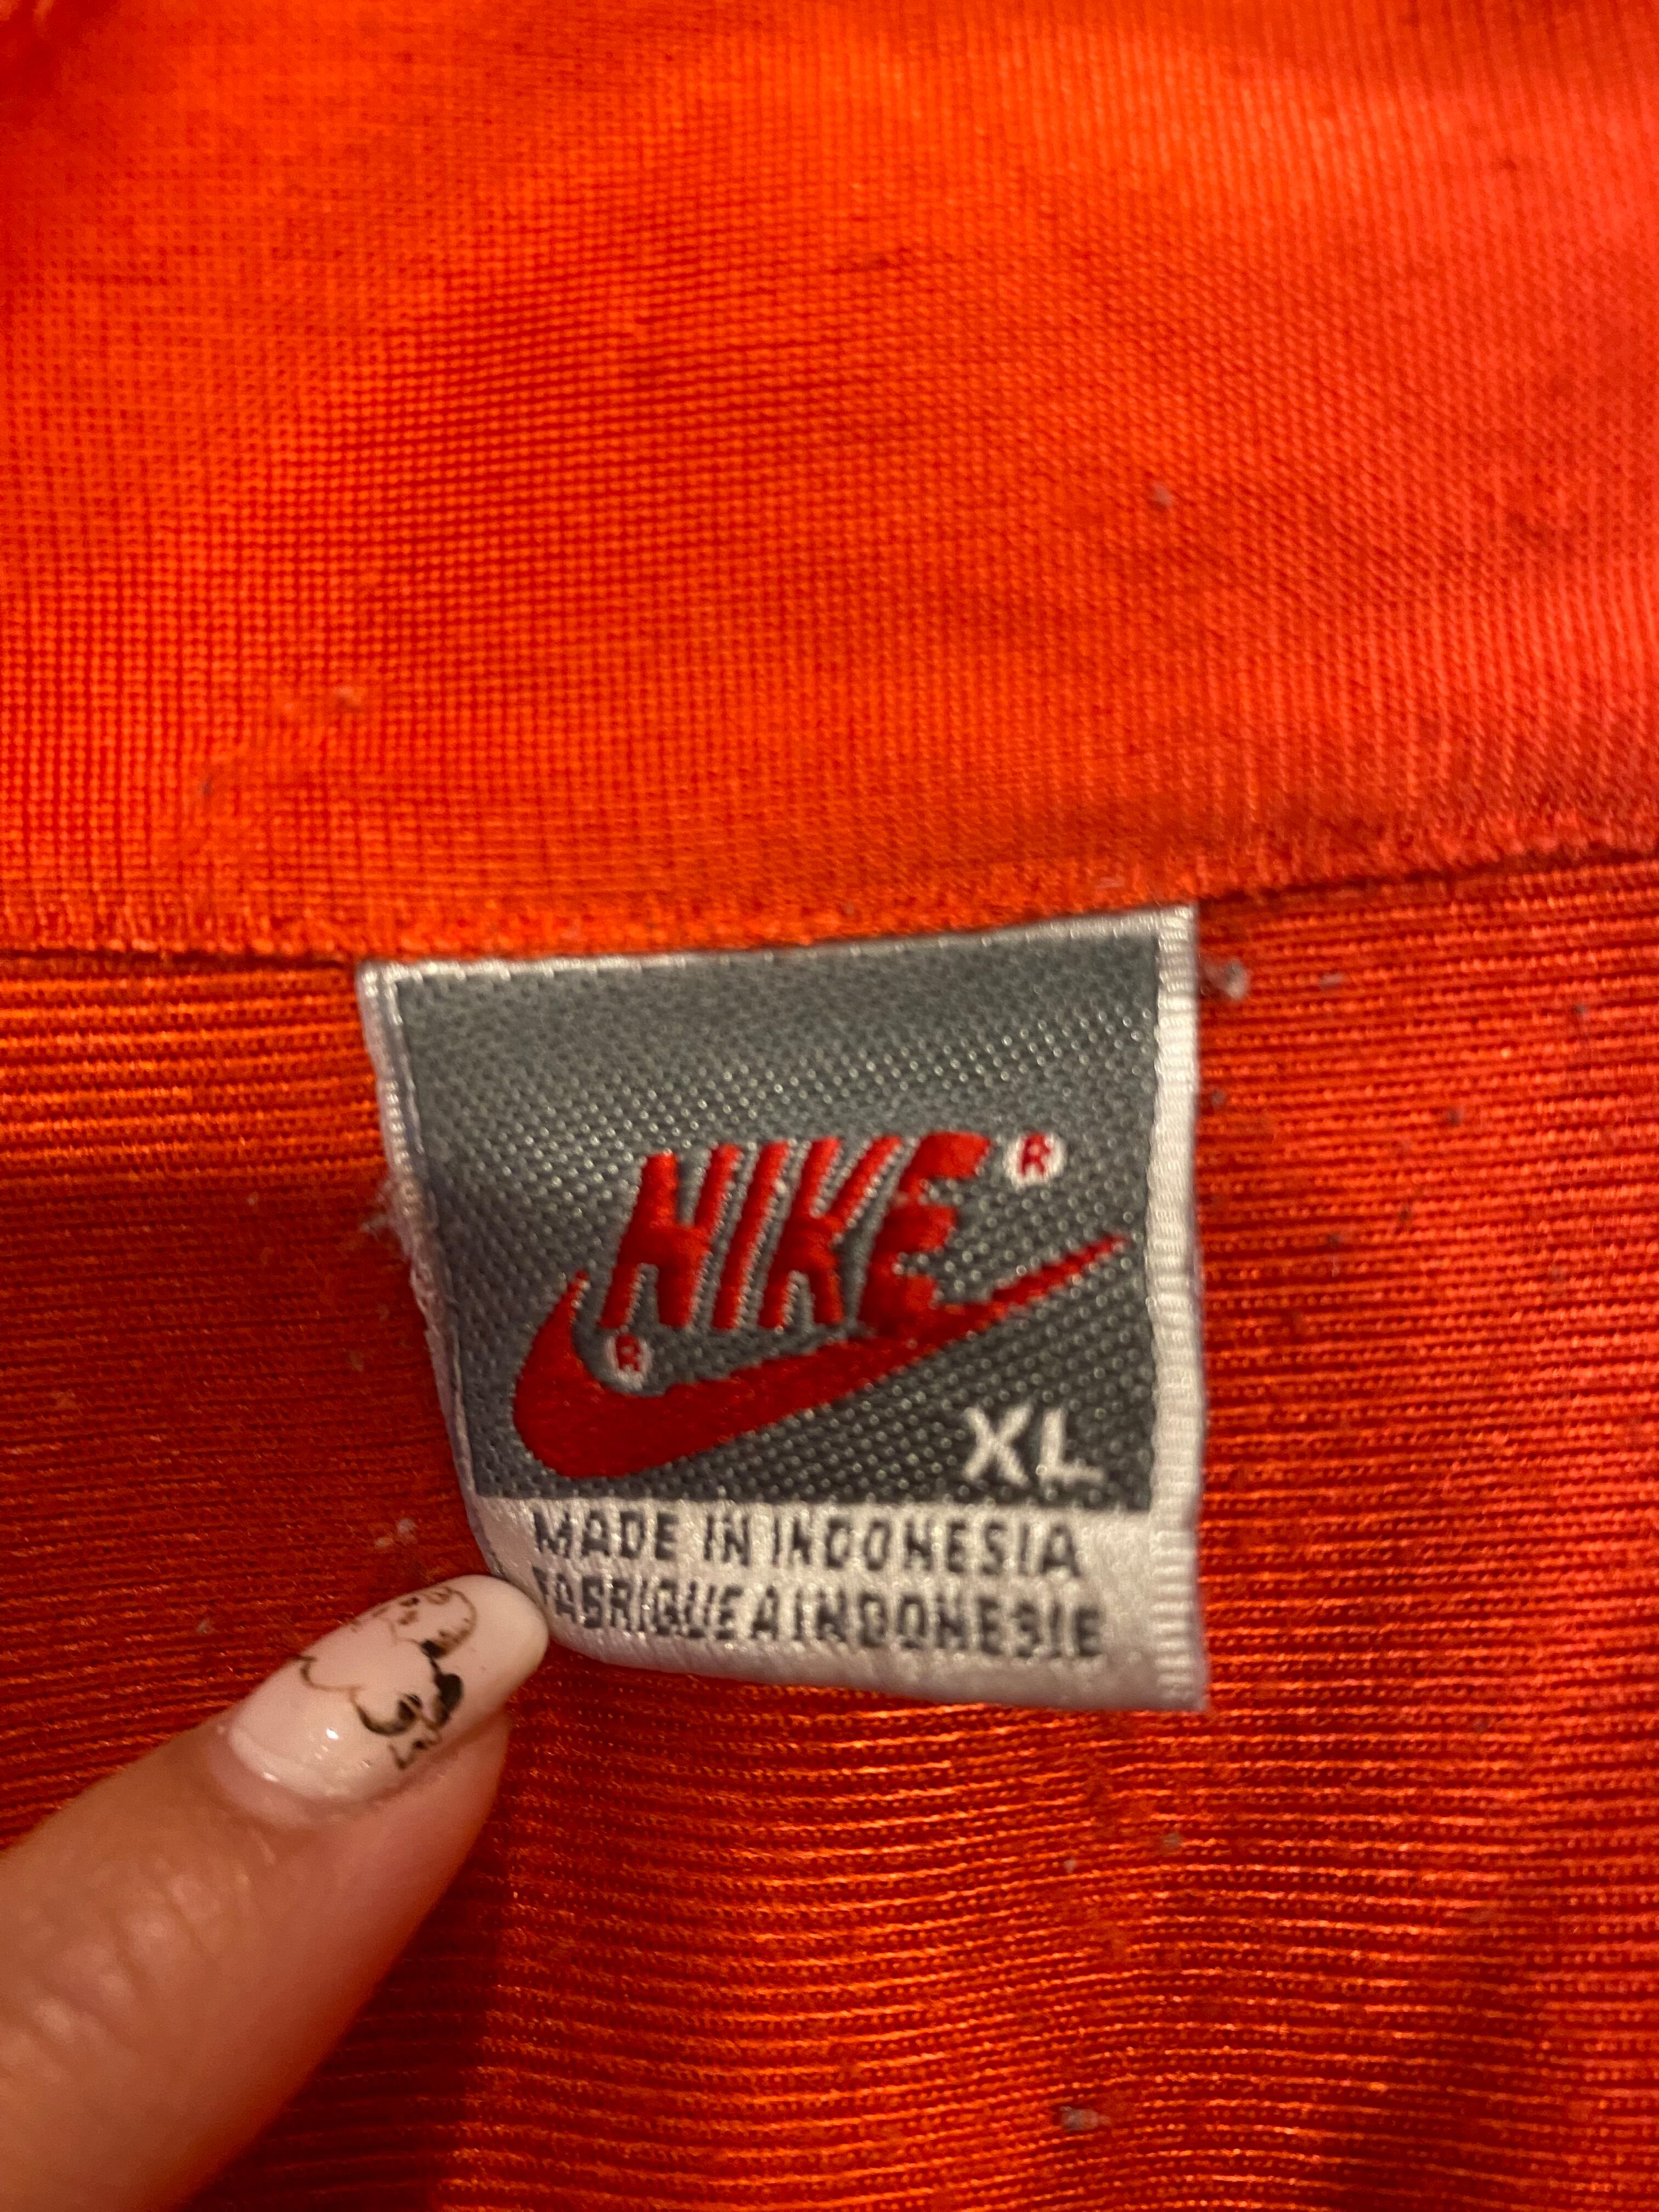 NIKE ®
®
XL
MADE IN INDONESIA
FABRIQUE A INDONESIE